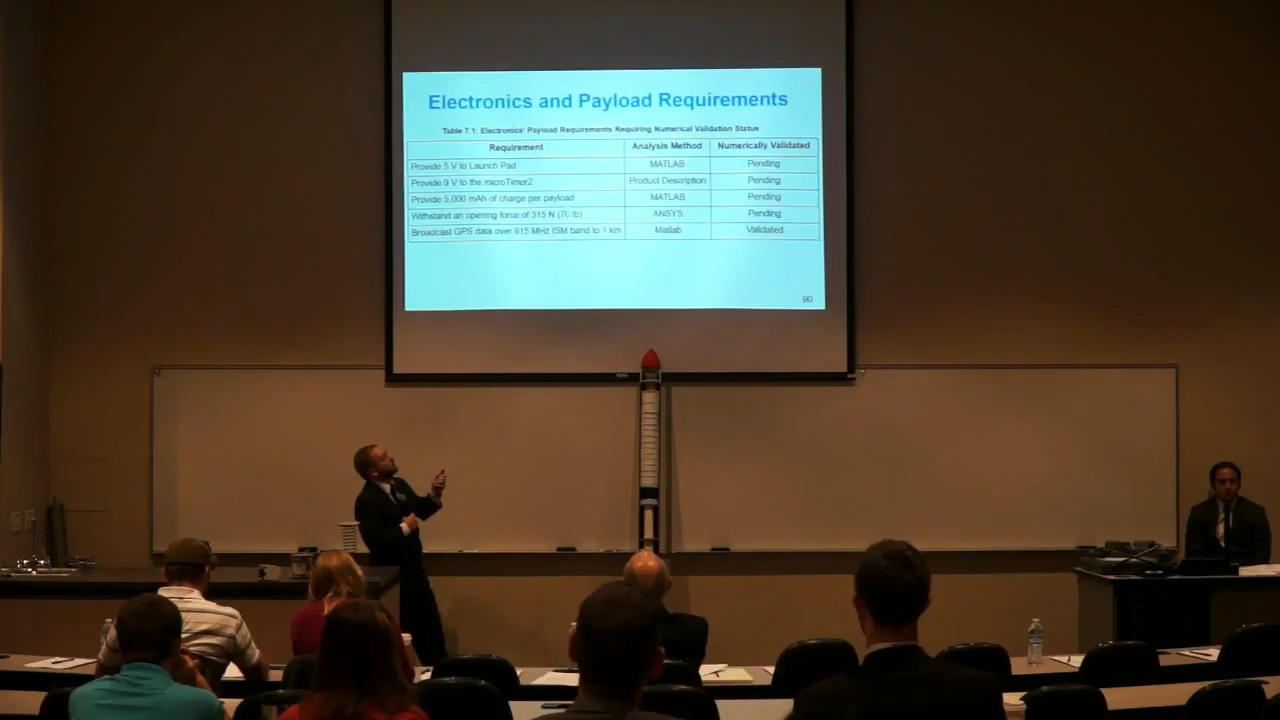 Electronics and Payload Requirements
Table 7.1: Electronics' Payload Requirements Requiring Numerical Validation Status
Requirement Analysis Method Numerically Validated
Provide 5 V to Launch Pad MATLAB Pending
Provide 9 V to the microTimer2 Product Description Pending
Provide 5,000 mAh of charge per payload MATLAB Pending
Withstand an opening force of 315 N (70 lb) ANSYS Pending
Broadcast GPS data over 915 MHz ISM band to 1 km Matlab Validated
90